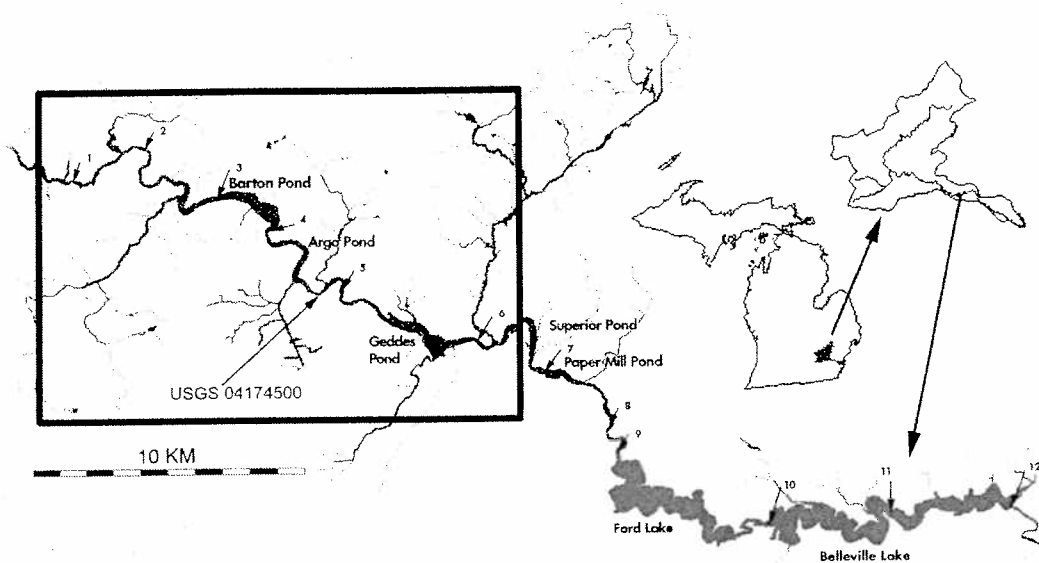 1
2
3
Barton Pond
4
Argo Pond
5
Geddes
Pond
6
USGS 04174500
Superior Pond
7
Paper Mill Pond
8
9
10 KM
10
11
12
Ford Lake
Belleville Lake